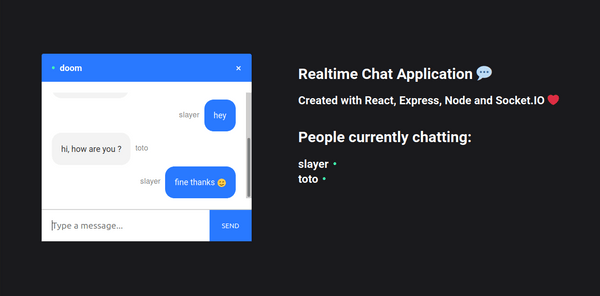 doom
×
slayer
hey
hi, how are you ?
toto
slayer
fine thanks 😀
Type a message...
SEND
Realtime Chat Application 💬
Created with React, Express, Node and Socket.IO ❤️
People currently chatting:
slayer
toto